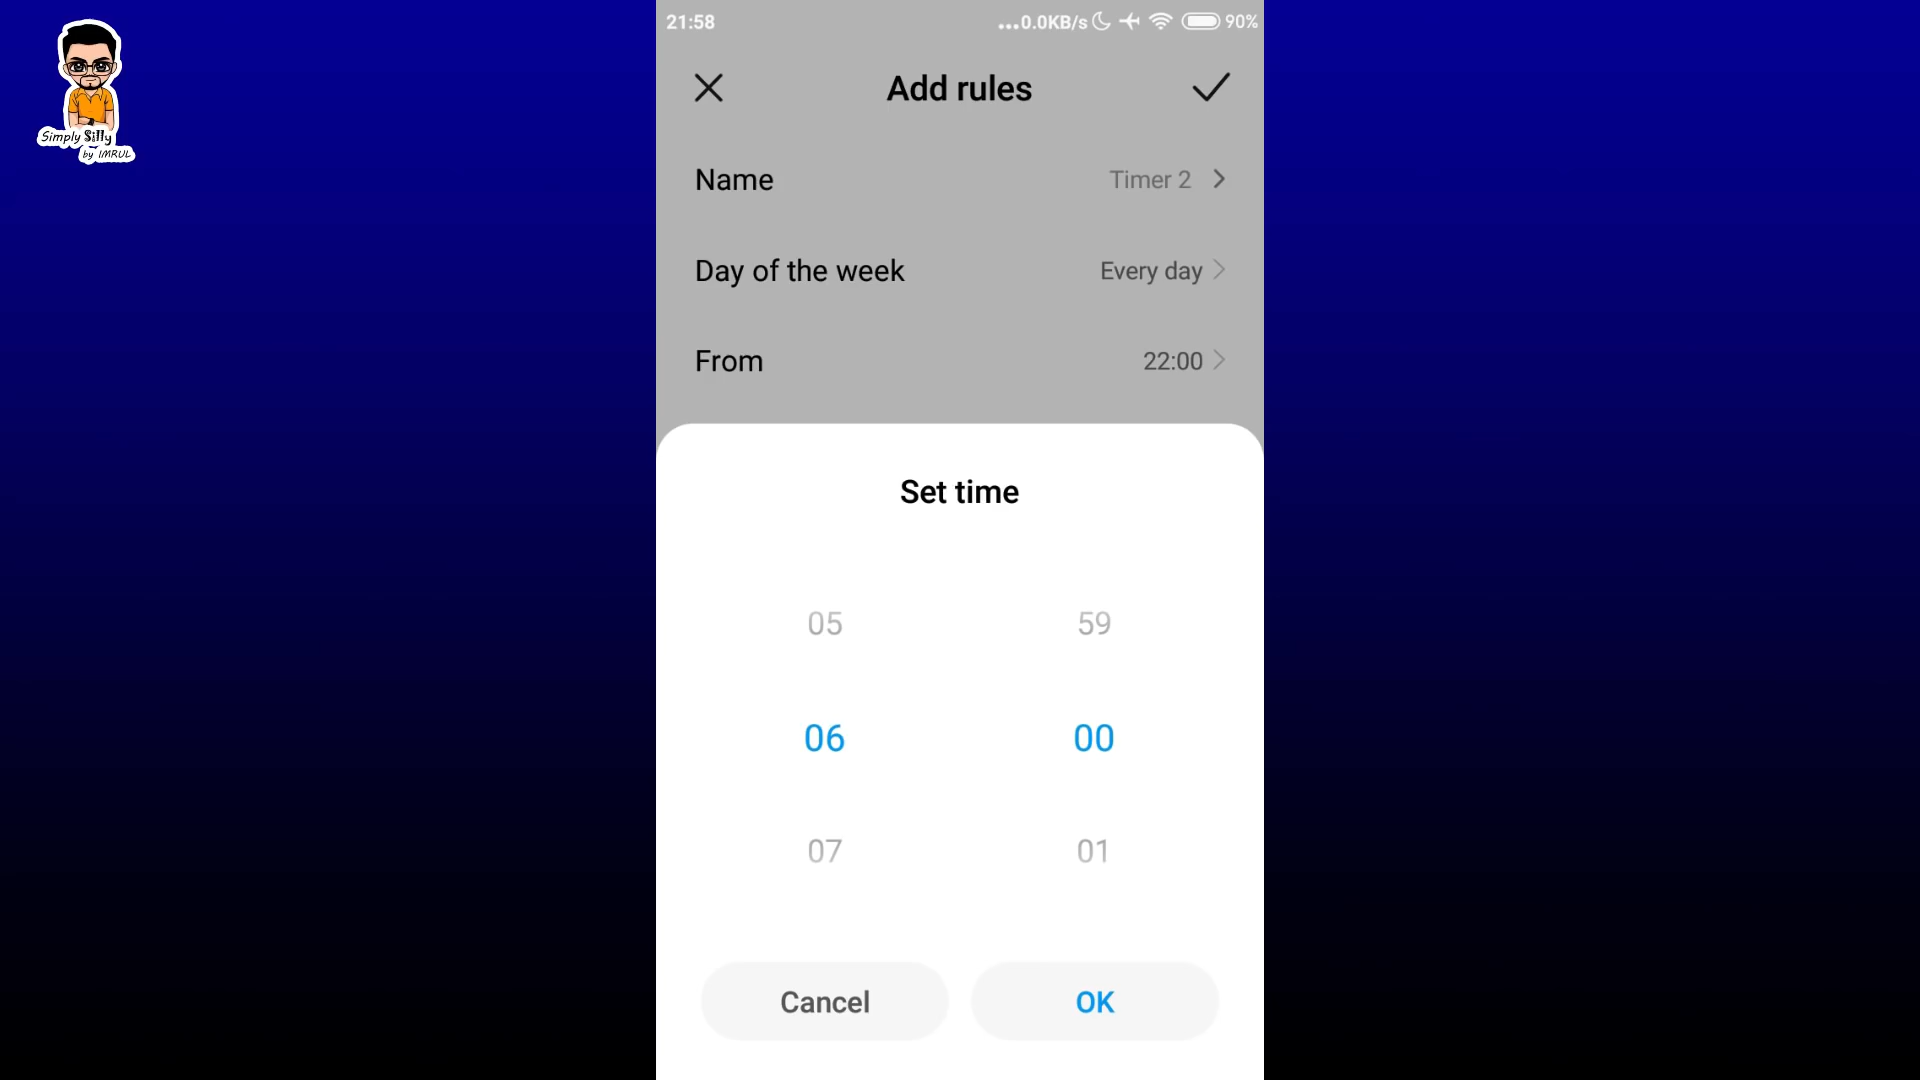 Simply Silly
by IMRUL
21:58
...0.0KB/s 90%
Add rules
Name Timer 2
Day of the week Every day
From 22:00
Set time
05 59
06 00
07 01
Cancel OK